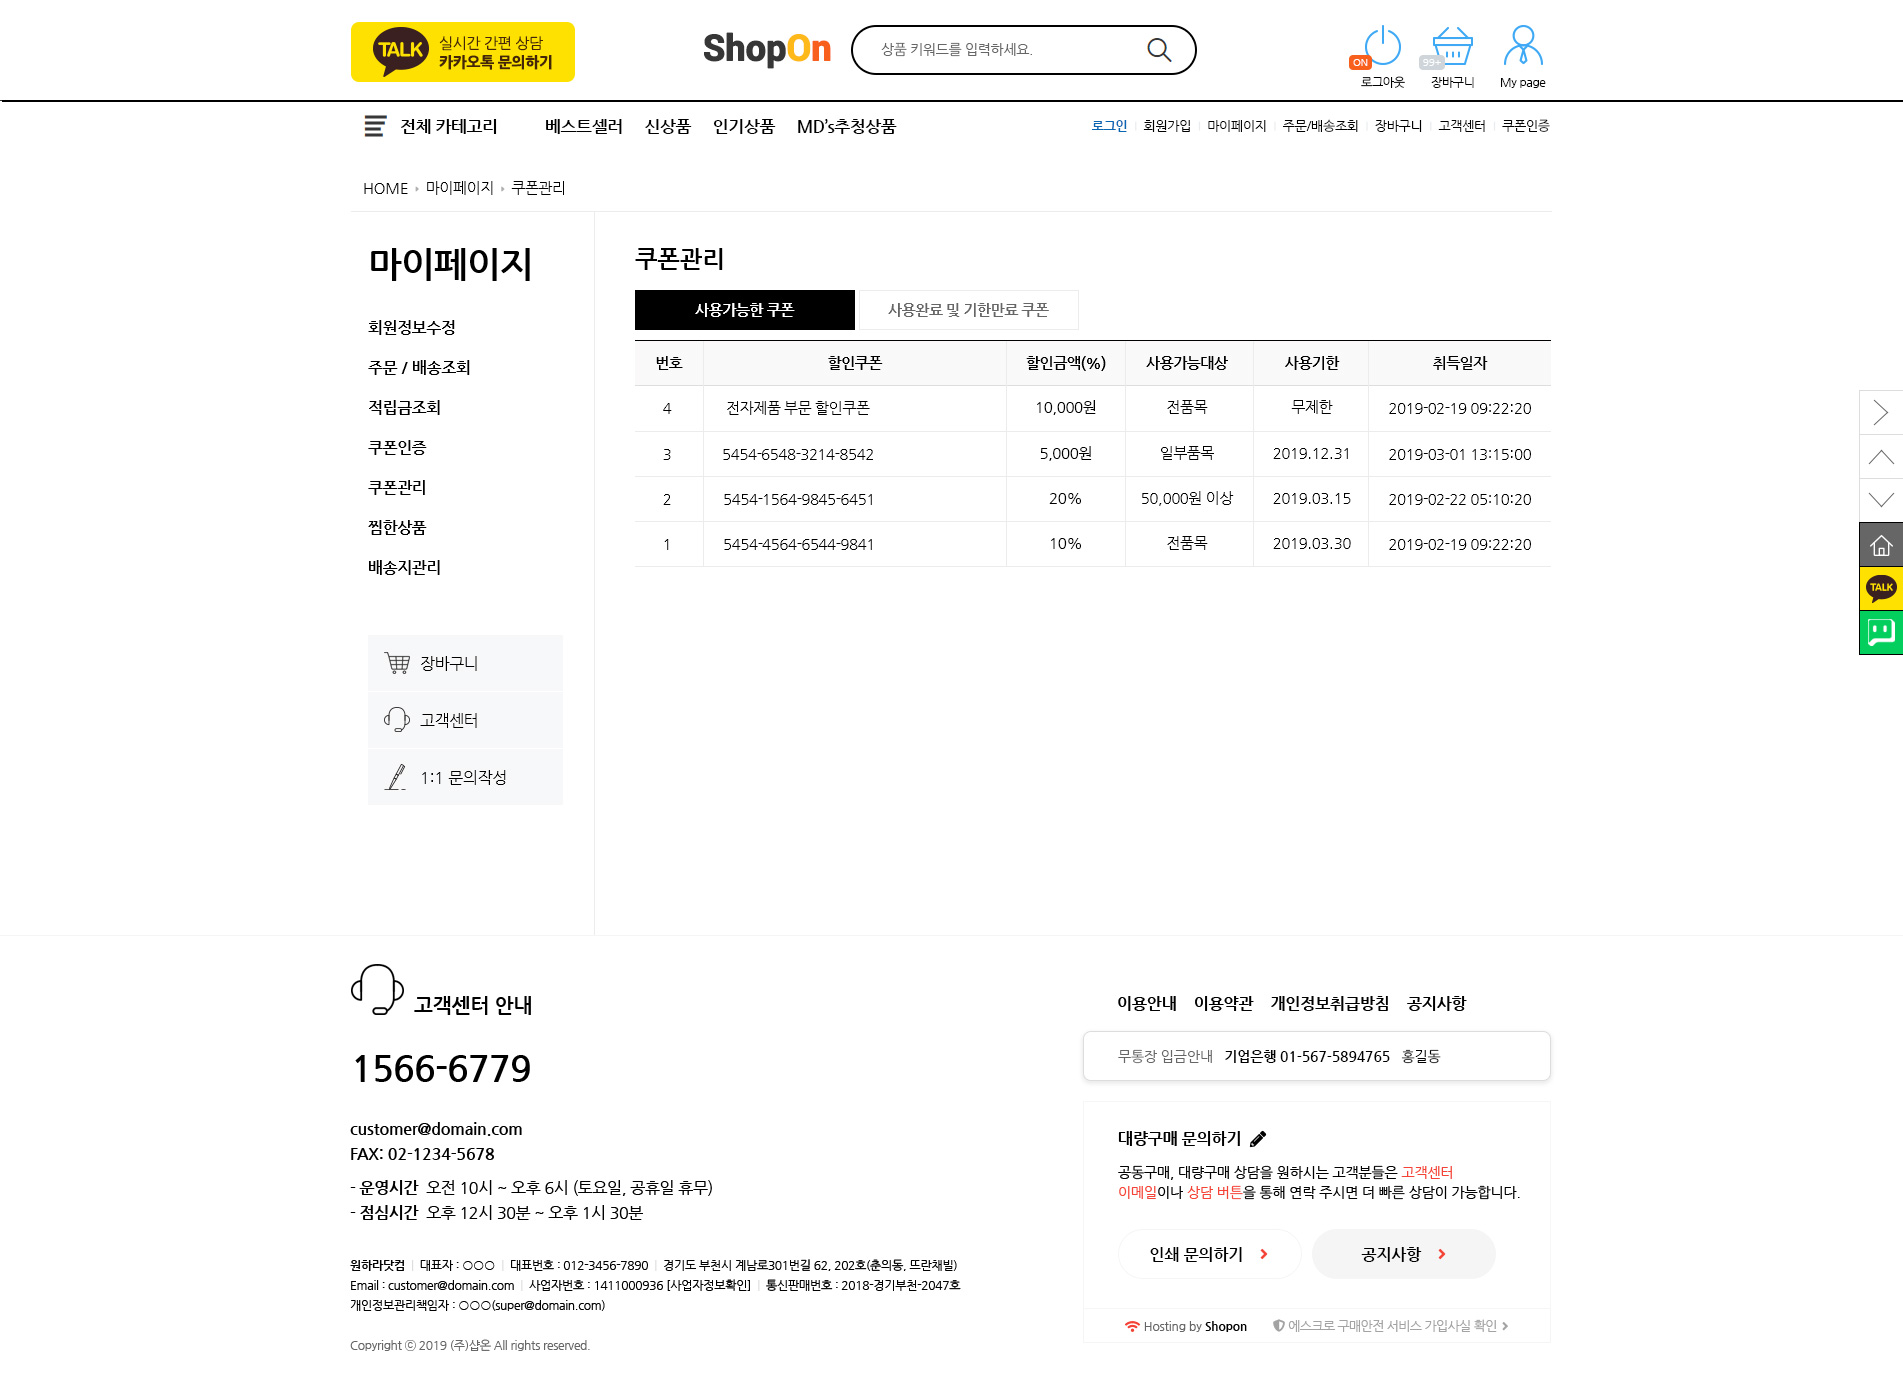 TALK 실시간 간편 상담
카카오톡 문의하기
ShopOn
상품 키워드를 입력하세요.
ON
로그아웃
99+
장바구니
My page
전체 카테고리 베스트셀러 신상품 인기상품 MD's추청상품
로그인 회원가입 마이페이지 주문/배송조회 장바구니 고객센터 쿠폰인증
HOME 마이페이지 쿠폰관리
마이페이지
회원정보수정
주문 / 배송조회
적립금조회
쿠폰인증
쿠폰관리
찜한상품
배송지관리
장바구니
고객센터
1:1 문의작성
쿠폰관리
사용가능한 쿠폰 사용완료 및 기한만료 쿠폰
번호 할인쿠폰 할인금액(%) 사용가능대상 사용기한 취득일자
4 전자제품 부문 할인쿠폰 10,000원 전품목 무제한 2019-02-19 09:22:20
3 5454-6548-3214-8542 5,000원 일부품목 2019.12.31 2019-03-01 13:15:00
2 5454-1564-9845-6451 20% 50,000원 이상 2019.03.15 2019-02-22 05:10:20
1 5454-4564-6544-9841 10% 전품목 2019.03.30 2019-02-19 09:22:20
TALK
고객센터 안내
1566-6779
customer@domain.com
FAX: 02-1234-5678
- 운영시간 오전 10시 ~ 오후 6시 (토요일, 공휴일 휴무)
- 점심시간 오후 12시 30분 ~ 오후 1시 30분
원하라닷컴 | 대표자 : ○○○ | 대표번호 : 012-3456-7890 | 경기도 부천시 계남로301번길 62, 202호(춘의동, 뜨란채빌)
Email : customer@domain.com | 사업자번호 : 1411000936 [사업자정보확인] | 통신판매번호 : 2018-경기부천-2047호
개인정보관리책임자 : ○○○(super@domain.com)
Copyright ⓒ 2019 (주)샵온 All rights reserved.
이용안내 이용약관 개인정보취급방침 공지사항
무통장 입금안내 기업은행 01-567-5894765 홍길동
대량구매 문의하기
공동구매, 대량구매 상담을 원하시는 고객분들은 고객센터
이메일이나 상담 버튼을 통해 연락 주시면 더 빠른 상담이 가능합니다.
인쇄 문의하기 공지사항
Hosting by Shopon 에스크로 구매안전 서비스 가입사실 확인